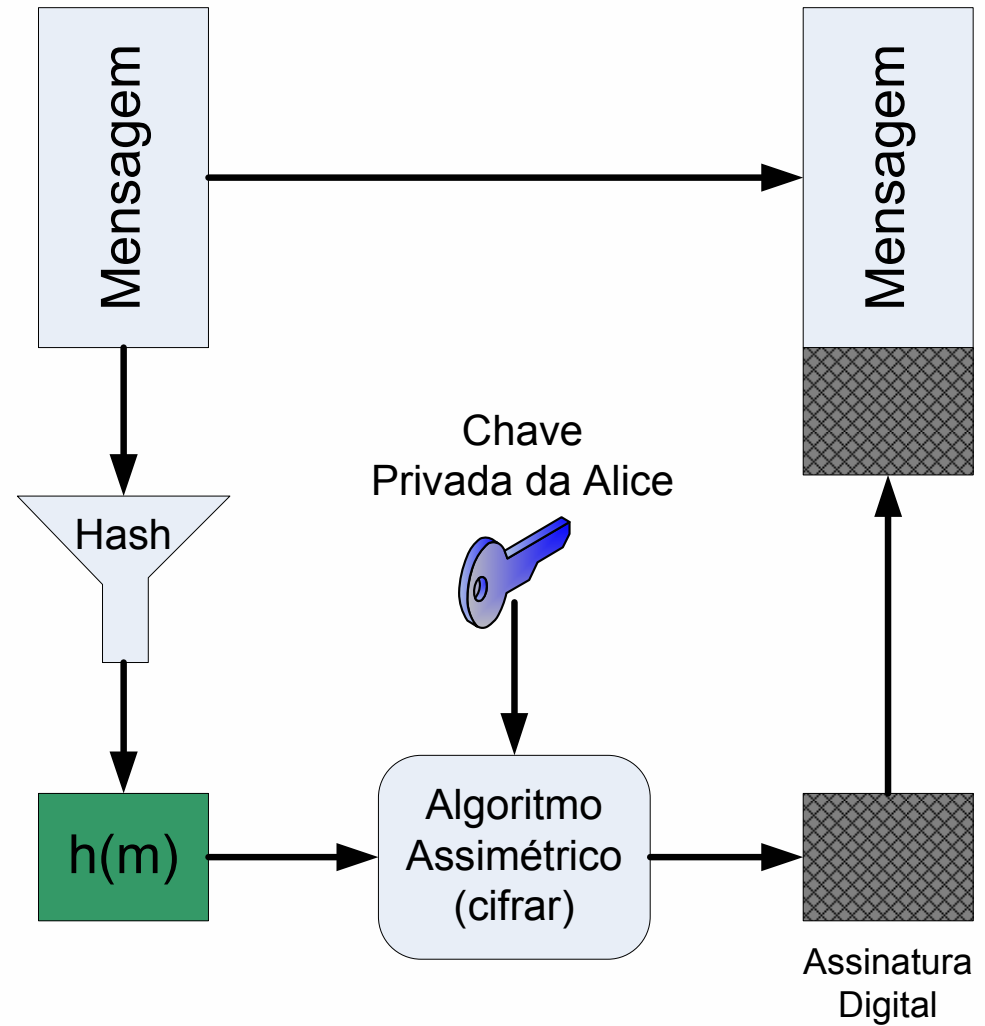 Mensagem
Mensagem
Chave
Privada da Alice
Hash
h(m)
Algoritmo
Assimétrico
(cifrar)
Assinatura
Digital